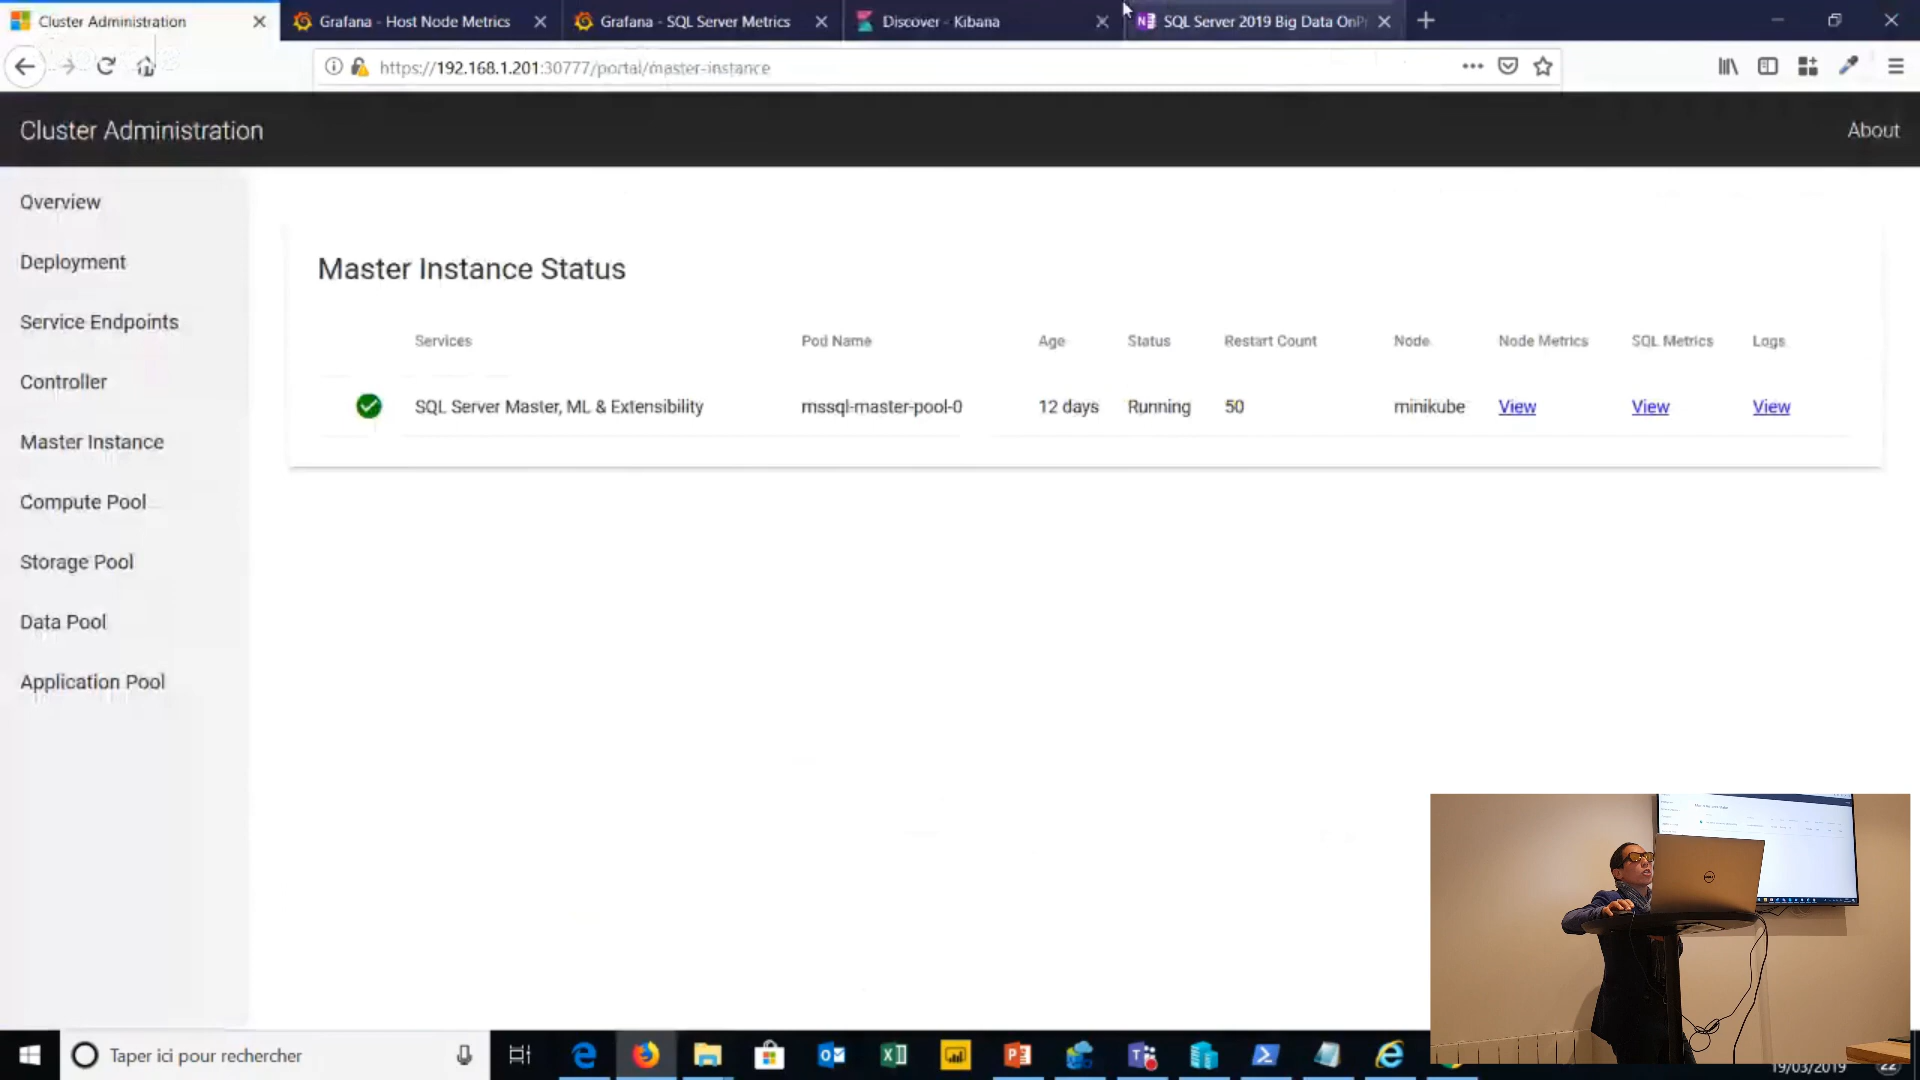 Cluster Administration
Grafana - Host Node Metrics
Grafana - SQL Server Metrics
Discover - Kibana
SQL Server 2019 Big Data OnPr
https://192.168.1.201:30777/portal/master-instance
Cluster Administration
About
Overview
Deployment
Service Endpoints
Controller
Master Instance
Compute Pool
Storage Pool
Data Pool
Application Pool
Master Instance Status
Services Pod Name Age Status Restart Count Node Node Metrics SQL Metrics Logs
SQL Server Master, ML & Extensibility mssql-master-pool-0 12 days Running 50 minikube View View View
Taper ici pour rechercher
19/03/2019
22